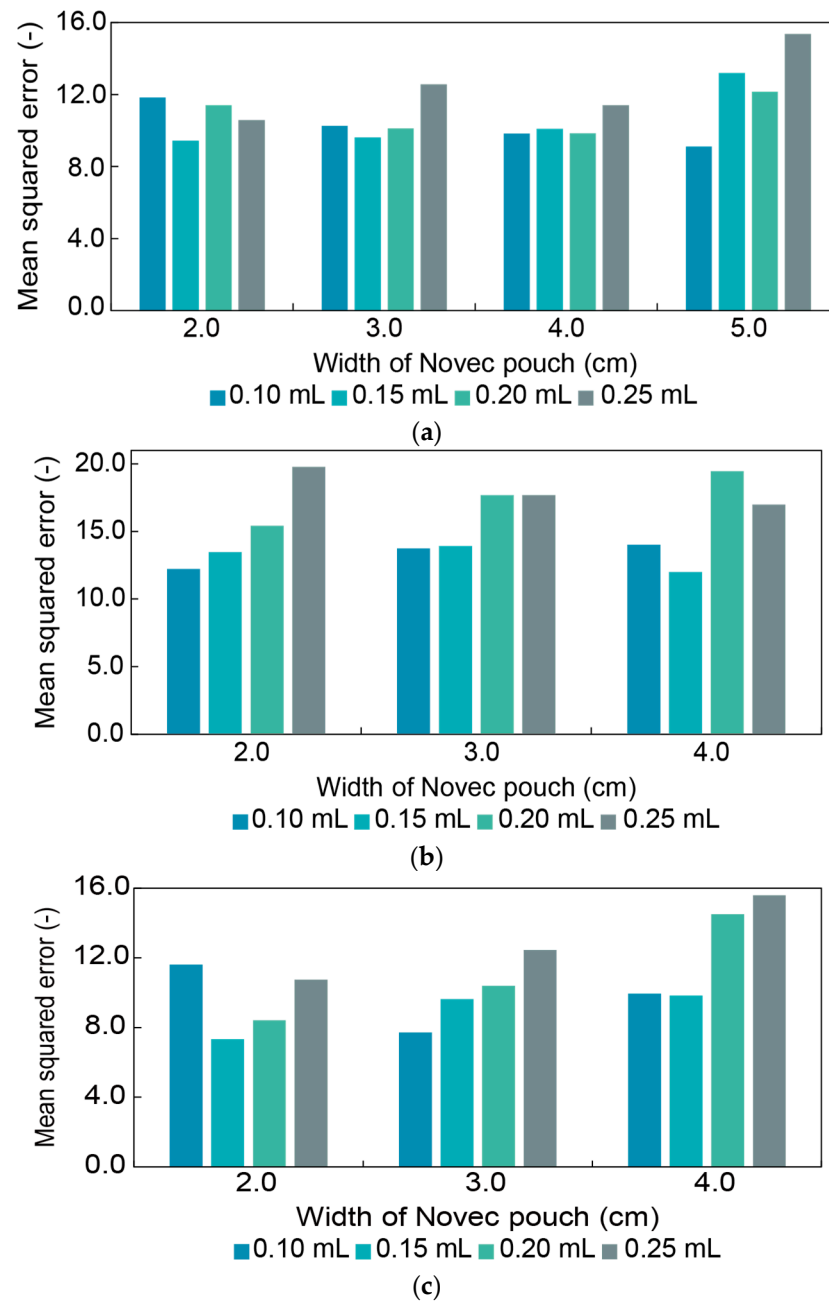 Mean squared error (-)
16.0
12.0
8.0
4.0
0.0
2.0 3.0 4.0 5.0
Width of Novec pouch (cm)
0.10 mL 0.15 mL 0.20 mL 0.25 mL
(a)
Mean squared error (-)
20.0
15.0
10.0
5.0
0.0
2.0 3.0 4.0
Width of Novec pouch (cm)
0.10 mL 0.15 mL 0.20 mL 0.25 mL
(b)
Mean squared error (-)
16.0
12.0
8.0
4.0
0.0
2.0 3.0 4.0
Width of Novec pouch (cm)
0.10 mL 0.15 mL 0.20 mL 0.25 mL
(c)